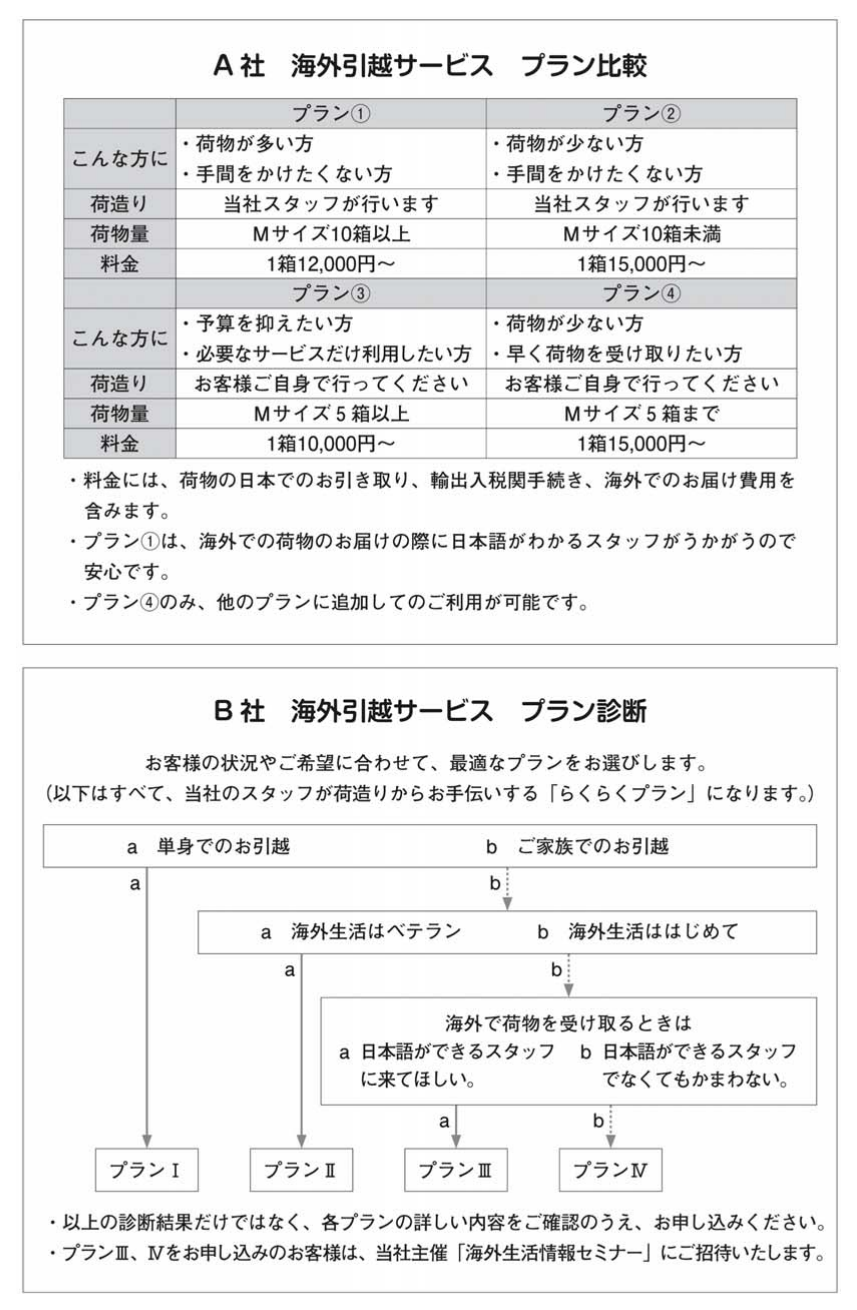 A社　海外引越サービス　プラン比較
プラン①　プラン②
こんな方に　・荷物が多い方　・荷物が少ない方
・手間をかけたくない方　・手間をかけたくない方
荷造り　当社スタッフが行います　当社スタッフが行います
荷物量　Mサイズ10箱以上　Mサイズ10箱未満
料金　1箱12,000円～　1箱15,000円～
プラン③　プラン④
こんな方に　・予算を抑えたい方　・荷物が少ない方
・必要なサービスだけ利用したい方　・早く荷物を受け取りたい方
荷造り　お客様ご自身で行ってください　お客様ご自身で行ってください
荷物量　Mサイズ5箱以上　Mサイズ5箱まで
料金　1箱10,000円～　1箱15,000円～
・料金には、荷物の日本でのお引き取り、輸出入税関手続き、海外でのお届け費用を
含みます。
・プラン①は、海外での荷物のお届けの際に日本語がわかるスタッフがうかがうので
安心です。
・プラン④のみ、他のプランに追加してのご利用が可能です。
B社　海外引越サービス　プラン診断
お客様の状況やご希望に合わせて、最適なプランをお選びします。
（以下はすべて、当社のスタッフが荷造りからお手伝いする「らくらくプラン」になります。）
a　単身でのお引越　b　ご家族でのお引越
a　b
a　海外生活はベテラン　b　海外生活ははじめて
a　b
海外で荷物を受け取るときは
a 日本語ができるスタッフ　b 日本語ができるスタッフ
に来てほしい。　でなくてもかまわない。
a　b
プランⅠ　プランⅡ　プランⅢ　プランⅣ
・以上の診断結果だけではなく、各プランの詳しい内容をご確認のうえ、お申し込みください。
・プランⅢ、Ⅳをお申し込みのお客様は、当社主催「海外生活情報セミナー」にご招待いたします。